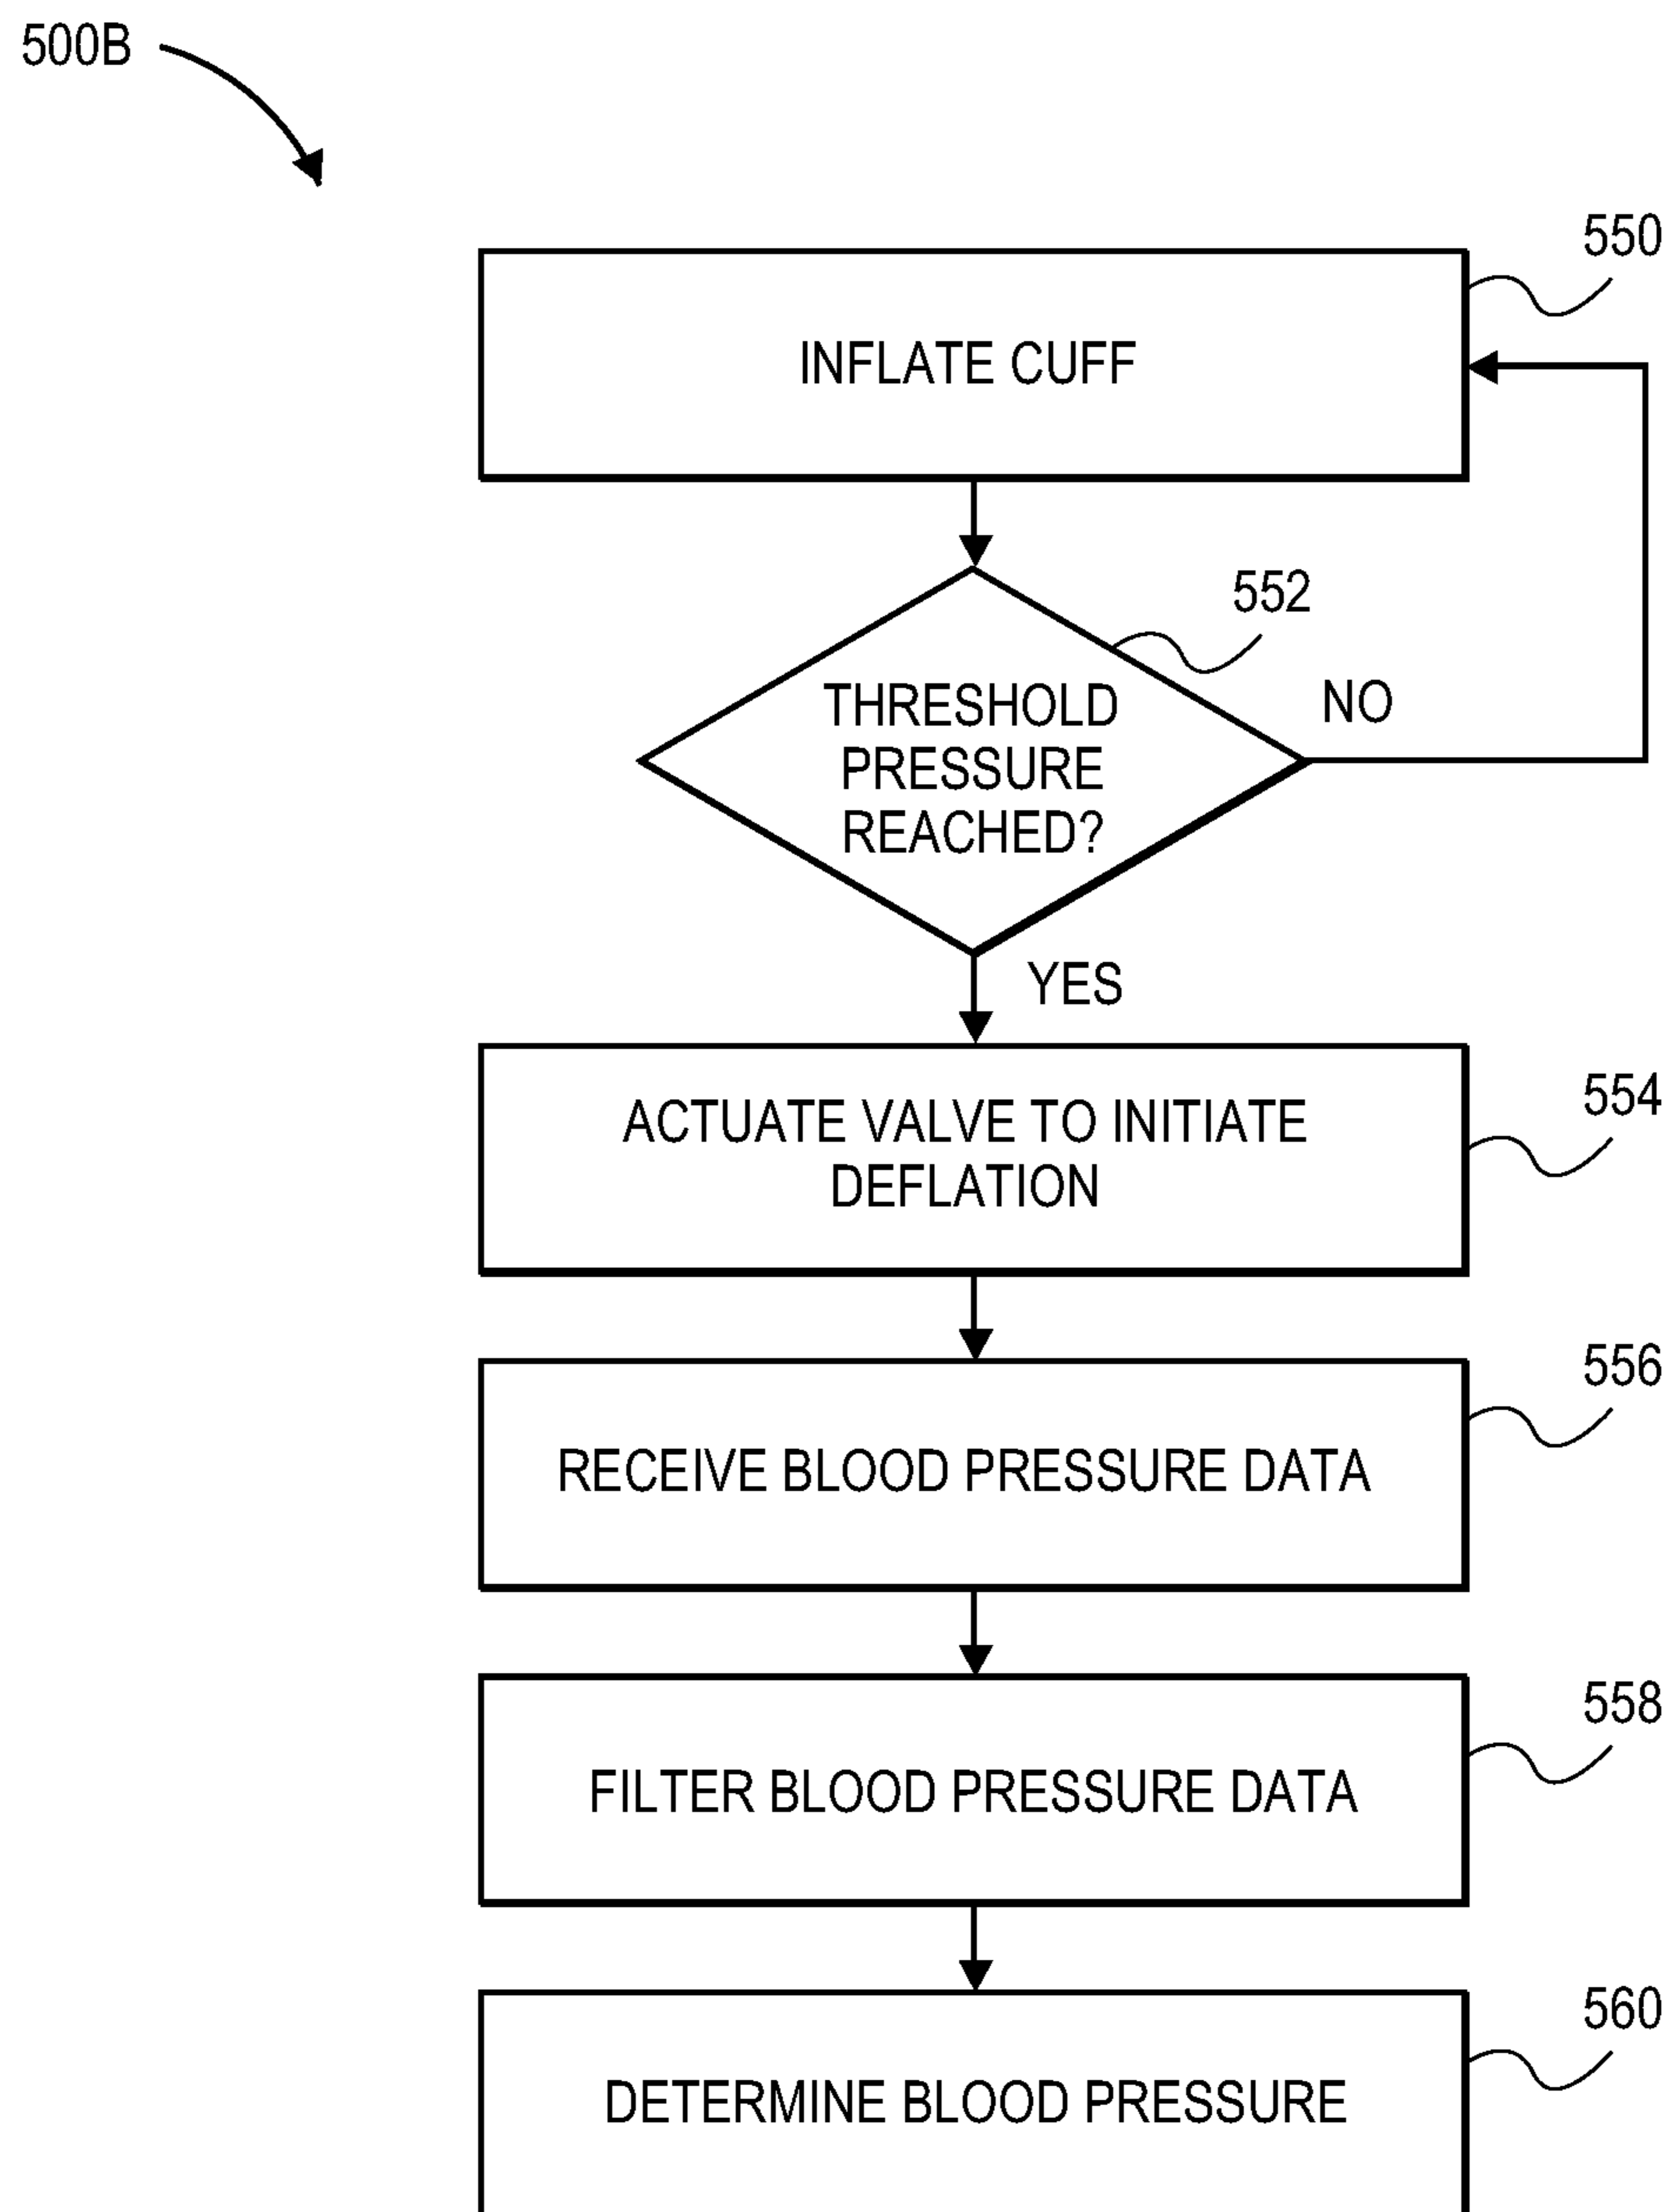 500B
550
INFLATE CUFF
552
THRESHOLD
PRESSURE
REACHED?
NO
YES
554
ACTUATE VALVE TO INITIATE
DEFLATION
556
RECEIVE BLOOD PRESSURE DATA
558
FILTER BLOOD PRESSURE DATA
560
DETERMINE BLOOD PRESSURE